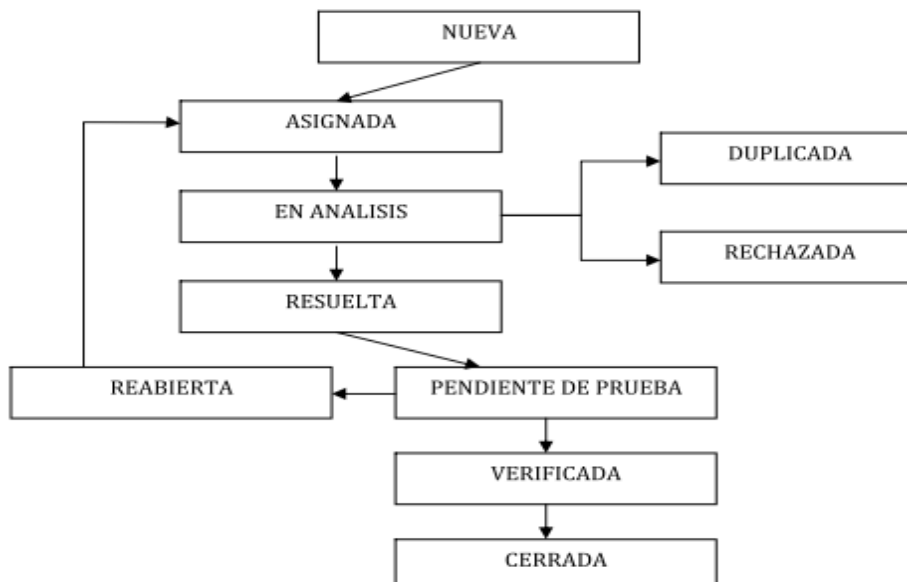 NUEVA
ASIGNADA
DUPLICADA
EN ANALISIS
RECHAZADA
RESUELTA
REABIERTA
PENDIENTE DE PRUEBA
VERIFICADA
CERRADA